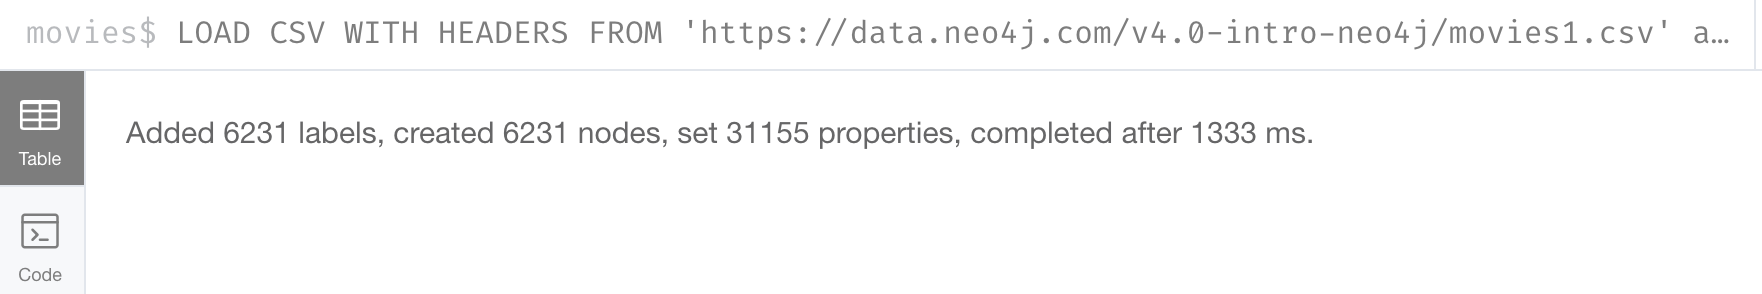 movies$ LOAD CSV WITH HEADERS FROM 'https://data.neo4j.com/v4.0-intro-neo4j/movies1.csv' a…
Added 6231 labels, created 6231 nodes, set 31155 properties, completed after 1333 ms.
Table
Code